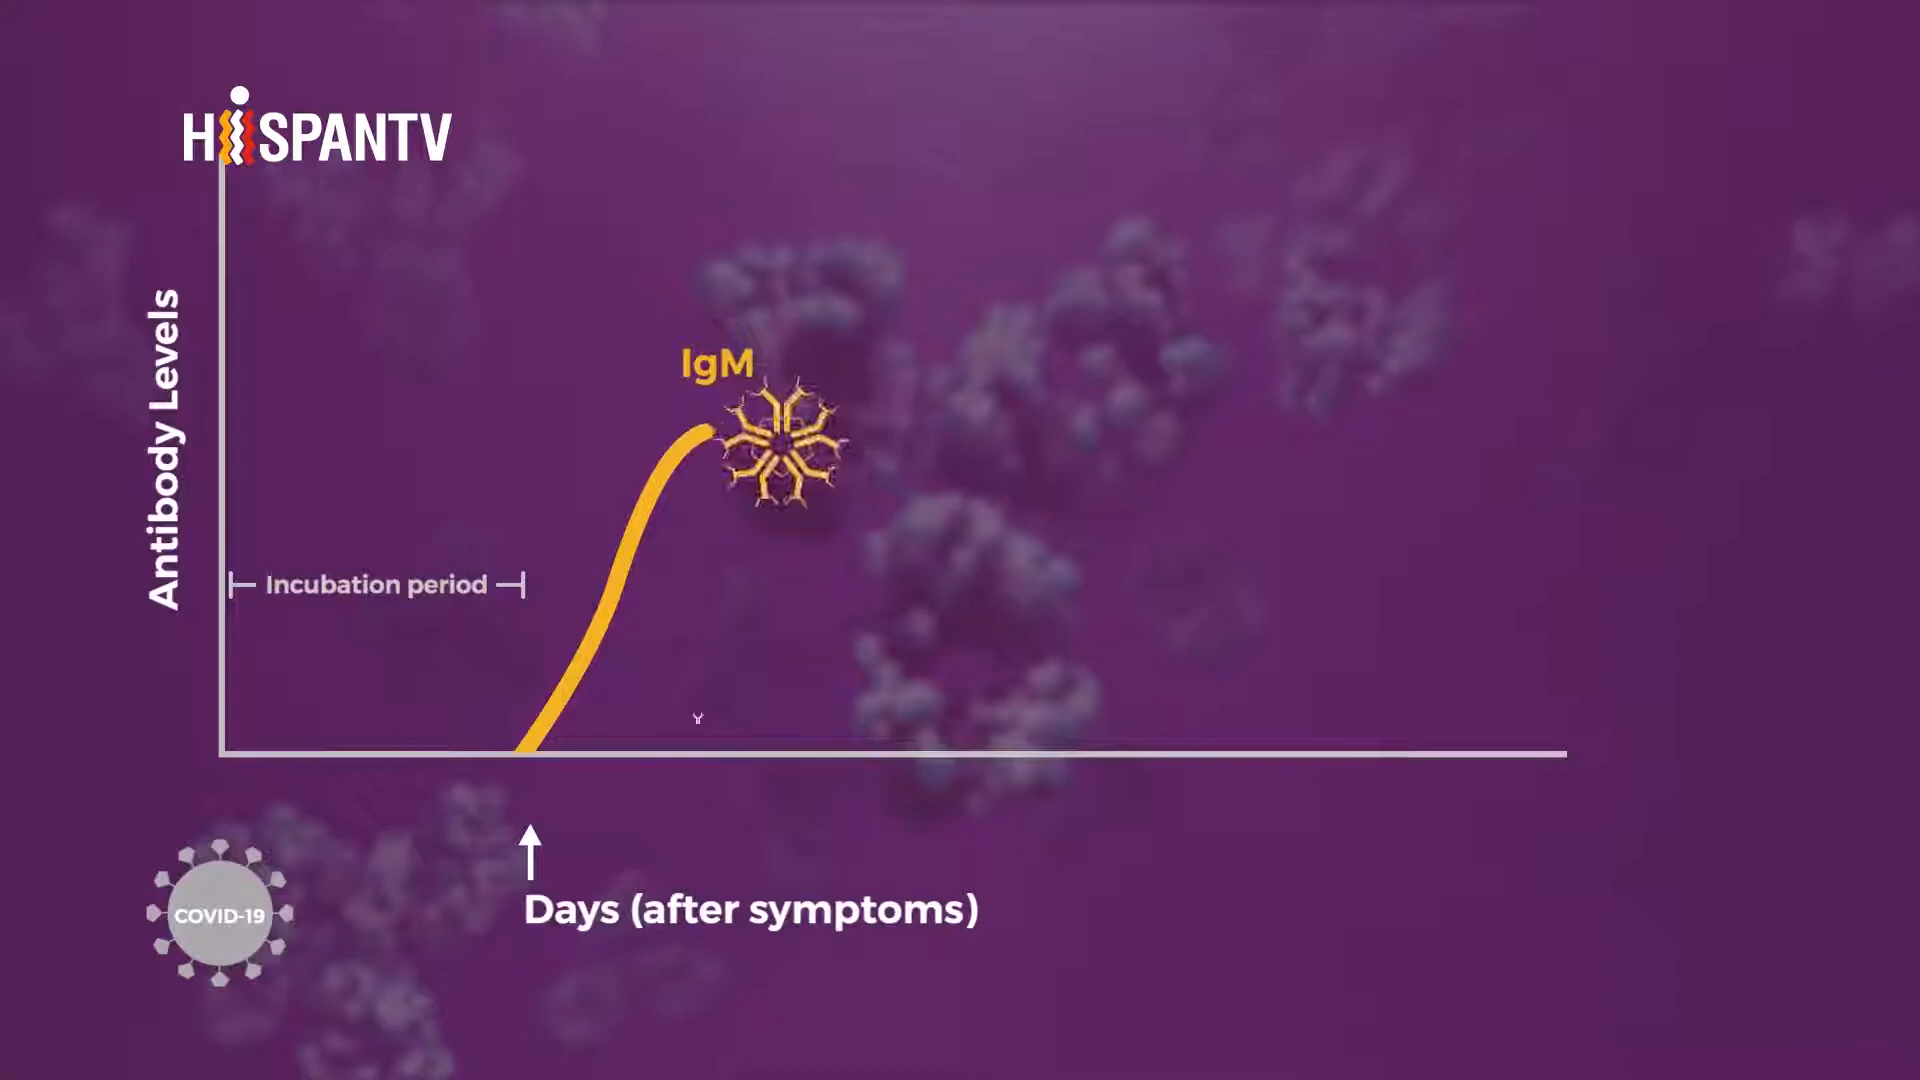 HISPANTV
Antibody Levels
IgM
Incubation period
COVID-19
Days (after symptoms)